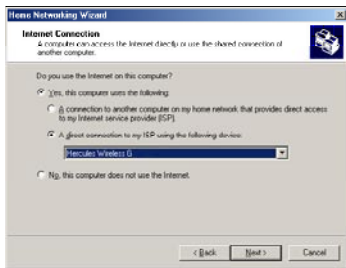 Home Networking Wizard
Internet Connection
A computer can access the Internet directly or use the shared connection of
another computer.
Do you use the Internet on this computer?
Yes, this computer uses the following:
A connection to another computer on my home network that provides direct access
to my Internet service provider (ISP).
A direct connection to my ISP using the following device:
Hercules Wireless G
No, this computer does not use the Internet.
< Back
Next >
Cancel